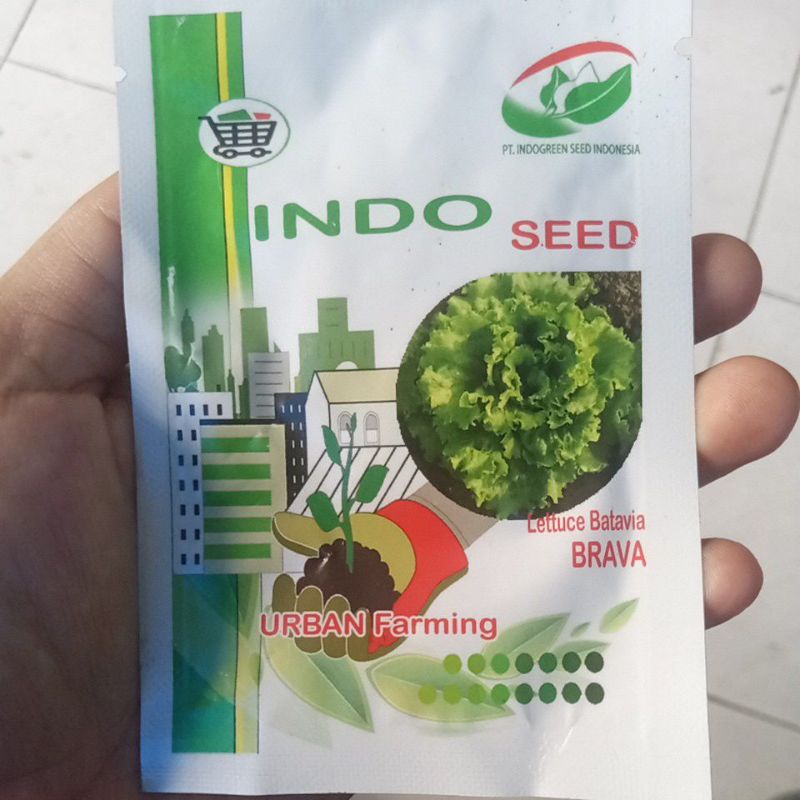 PT. INDOGREEN SEED INDONESIA
INDO
SEED
Lettuce Batavia
BRAVA
URBAN Farming